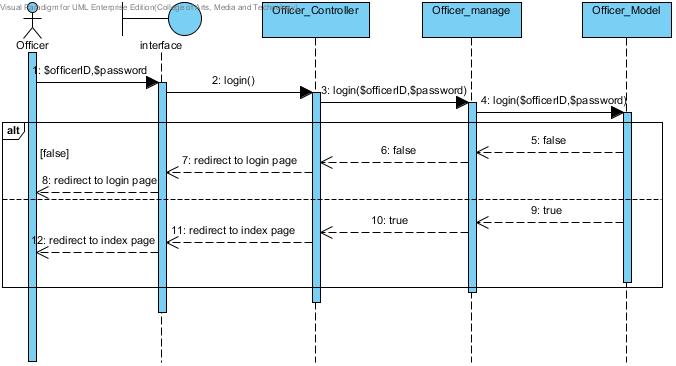 Visual Paradigm for UML Enterprise Edition(College of Arts, Media and Technology)
Officer
interface
Officer_Controller
Officer_manage
Officer_Model
1: $officerID,$password
2: login()
3: login($officerID,$password)
4: login($officerID,$password)
alt
[false]
5: false
6: false
7: redirect to login page
8: redirect to login page
9: true
10: true
11: redirect to index page
12: redirect to index page